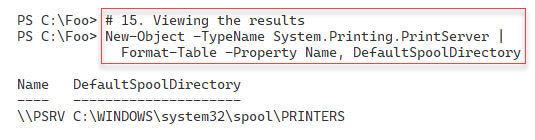 PS C:\Foo> # 15. Viewing the results
PS C:\Foo> New-Object -TypeName System.Printing.PrintServer |
Format-Table -Property Name, DefaultSpoolDirectory
Name   DefaultSpoolDirectory
----   ---------------------
\\PSRV C:\WINDOWS\system32\spool\PRINTERS